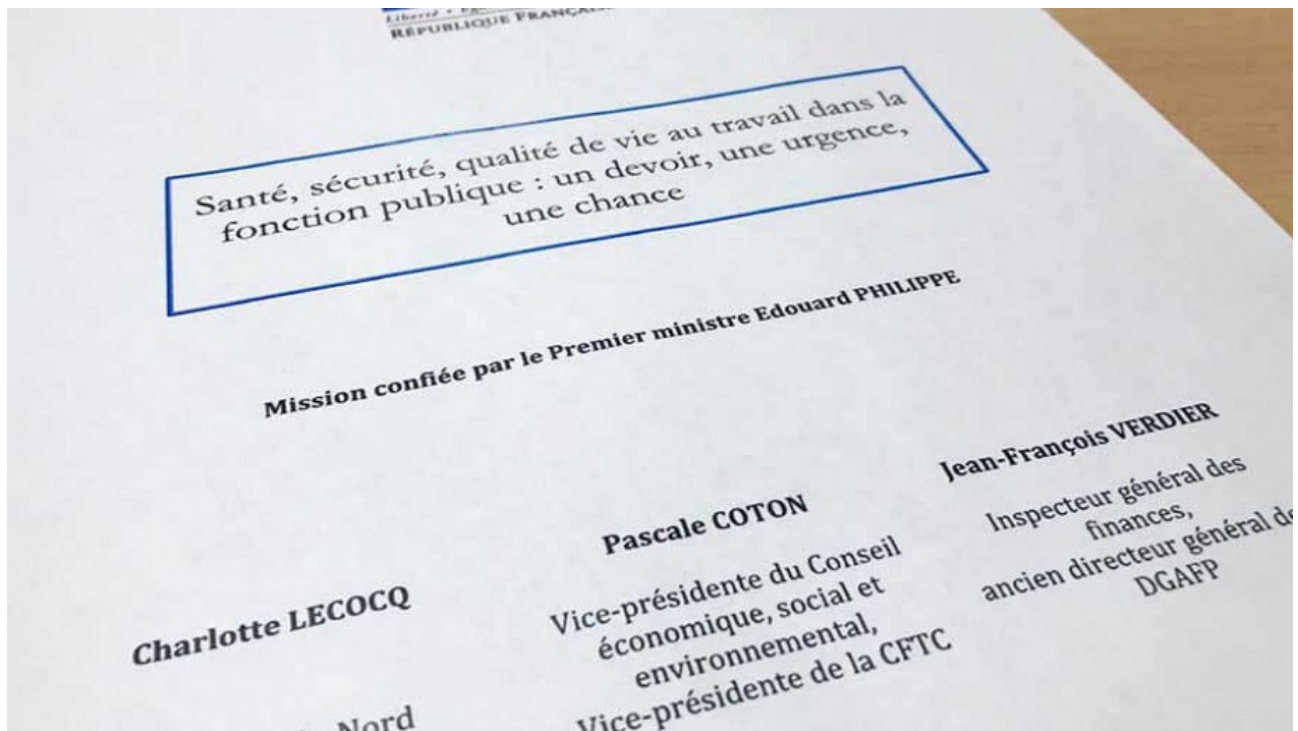 RÉPUBLIQUE FRANÇAISE
Santé, sécurité, qualité de vie au travail dans la
fonction publique : un devoir, une urgence,
une chance
Mission confiée par le Premier ministre Edouard PHILIPPE
Jean-François VERDIER
Inspecteur général des
finances,
ancien directeur général de
DGAFP
Pascale COTON
Vice-présidente du Conseil
économique, social et
environnemental,
Vice-présidente de la CFTC
Charlotte LECOCQ
Nord